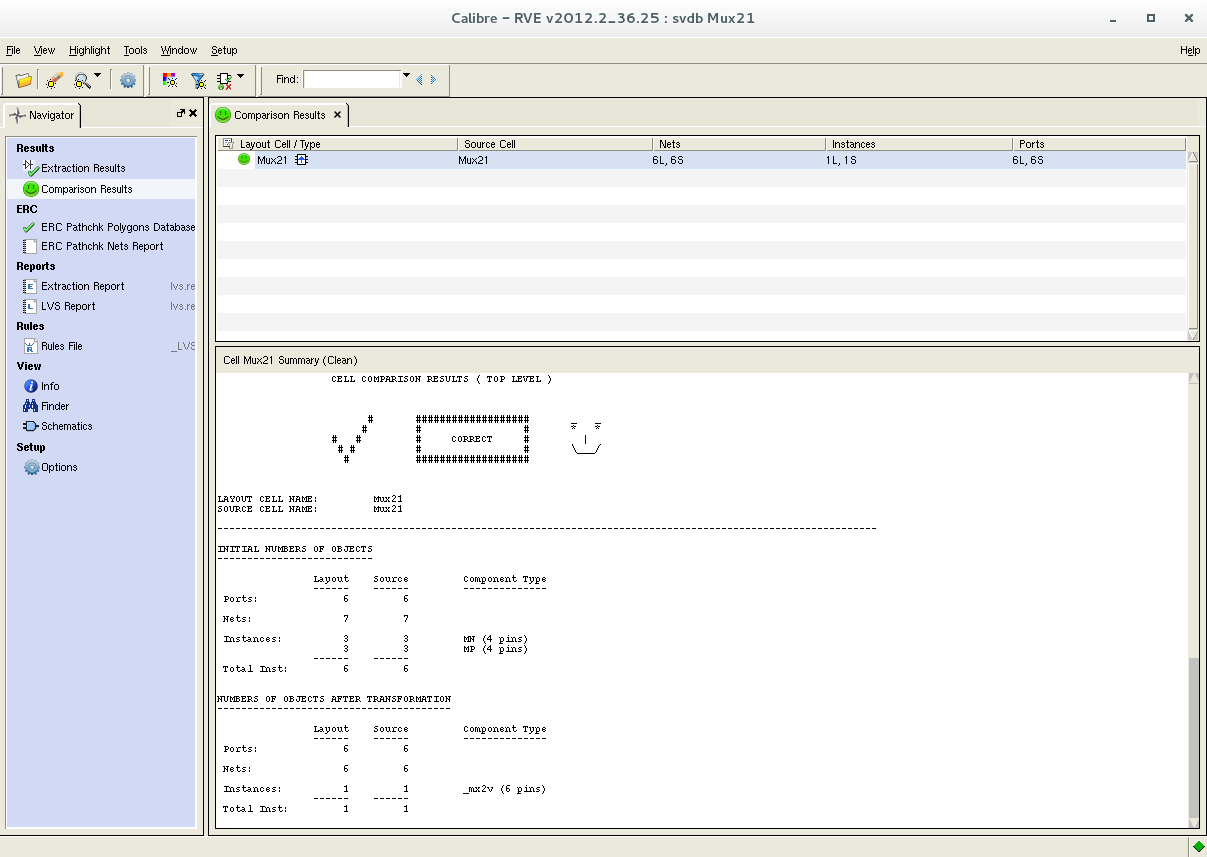 Calibre - RVE v2012.2_36.25 : svdb Mux21
File View Highlight Tools Window Setup Help
Find:
Navigator
Results
Extraction Results
Comparison Results
ERC
ERC Pathchk Polygons Database
ERC Pathchk Nets Report
Reports
Extraction Report lvs.re
LVS Report lvs.re
Rules
Rules File _LVS
View
Info
Finder
Schematics
Setup
Options
Comparison Results
Layout Cell / Type Source Cell Nets Instances Ports
Mux21 Mux21 6L, 6S 1L, 1S 6L, 6S
Cell Mux21 Summary (Clean)
CELL COMPARISON RESULTS ( TOP LEVEL )
# ###################
# # #
# # # CORRECT #
# # # #
# ###################
LAYOUT CELL NAME: Mux21
SOURCE CELL NAME: Mux21
INITIAL NUMBERS OF OBJECTS
Layout Source Component Type
Ports: 6 6
Nets: 7 7
Instances: 3 3 MN (4 pins)
3 3 MP (4 pins)
Total Inst: 6 6
NUMBERS OF OBJECTS AFTER TRANSFORMATION
Layout Source Component Type
Ports: 6 6
Nets: 6 6
Instances: 1 1 _mx2v (6 pins)
Total Inst: 1 1